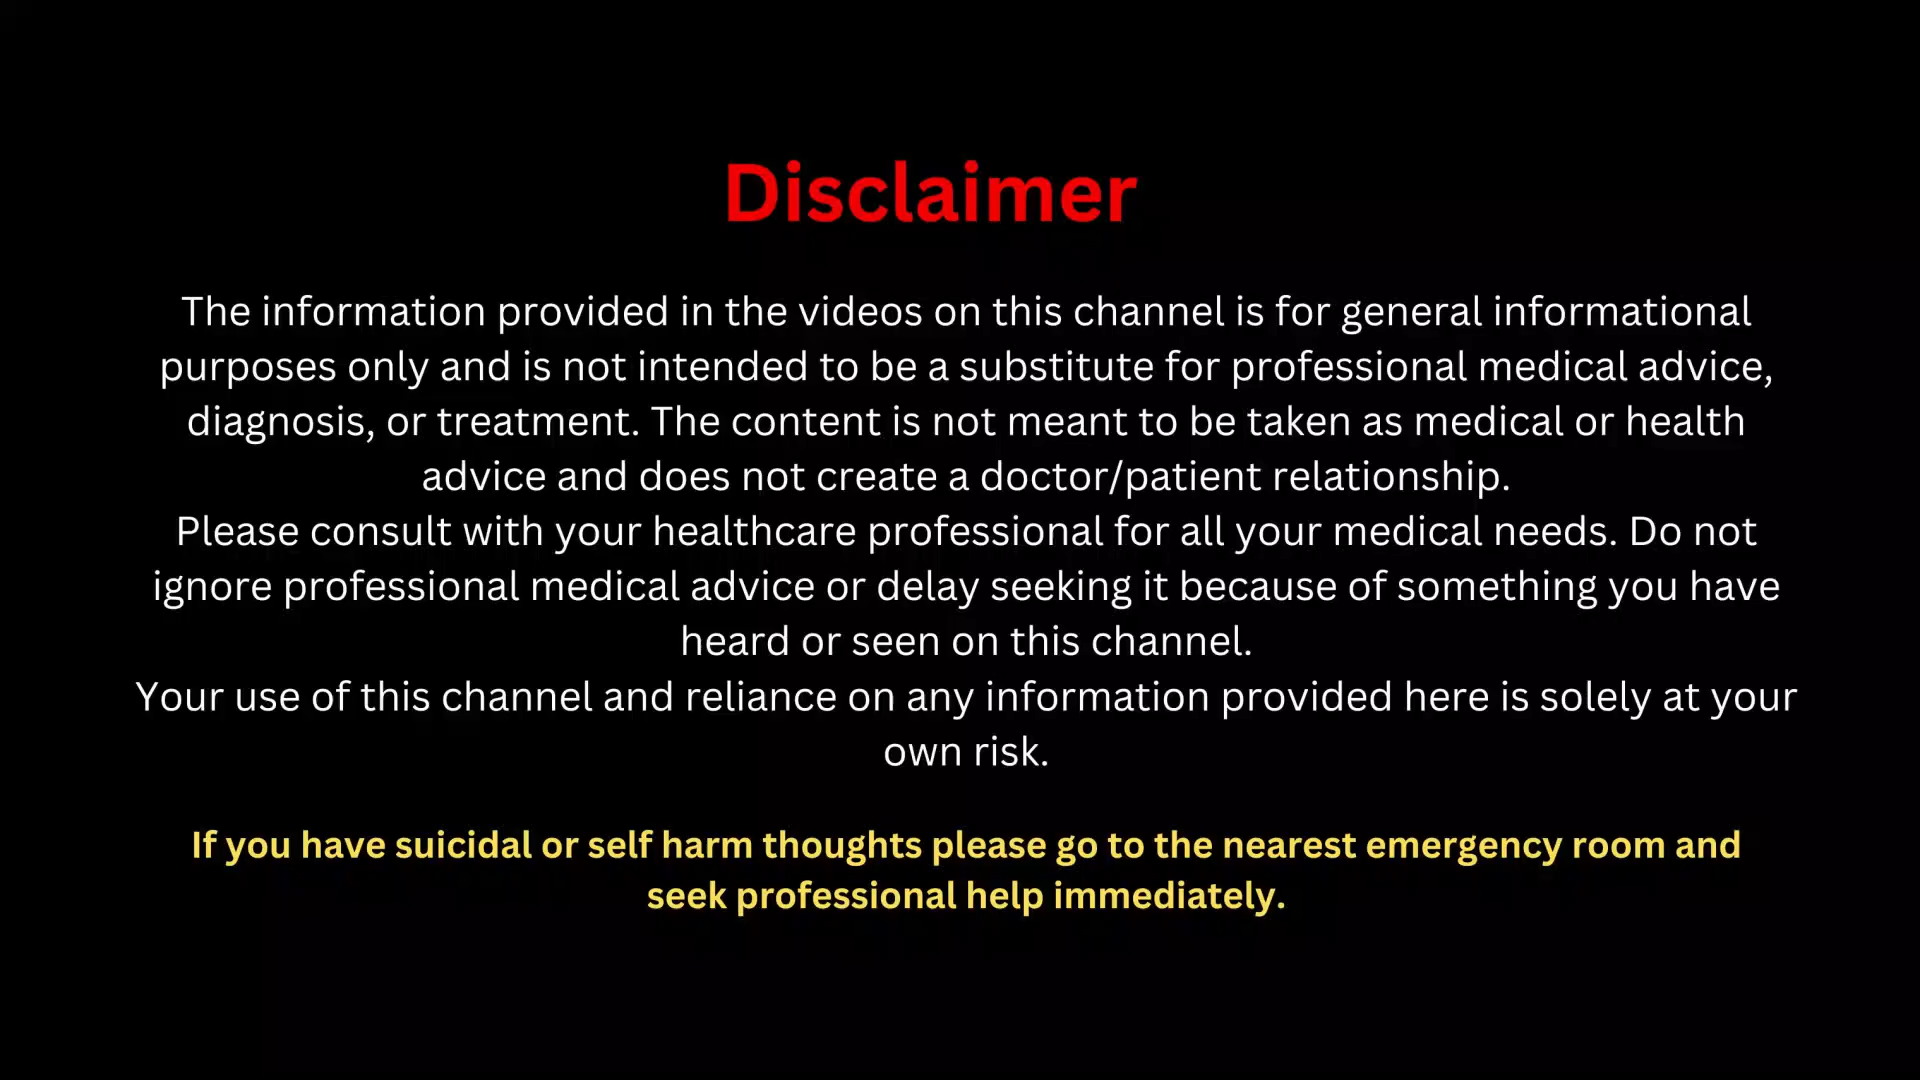 Disclaimer
The information provided in the videos on this channel is for general informational
purposes only and is not intended to be a substitute for professional medical advice,
diagnosis, or treatment. The content is not meant to be taken as medical or health
advice and does not create a doctor/patient relationship.
Please consult with your healthcare professional for all your medical needs. Do not
ignore professional medical advice or delay seeking it because of something you have
heard or seen on this channel.
Your use of this channel and reliance on any information provided here is solely at your
own risk.
If you have suicidal or self harm thoughts please go to the nearest emergency room and
seek professional help immediately.